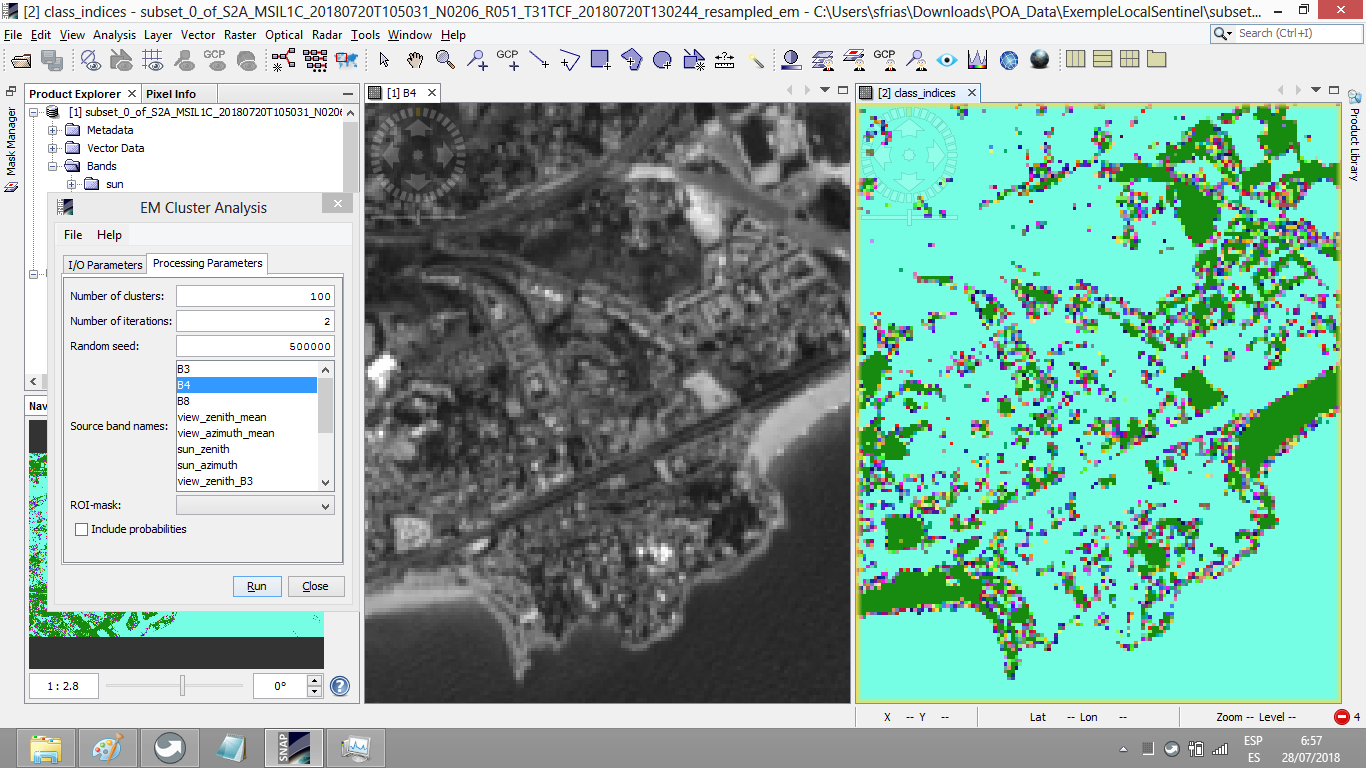 [2] class_indices - subset_0_of_S2A_MSIL1C_20180720T105031_N0206_R051_T31TCF_20180720T130244_resampled_em - C:\Users\sfrias\Downloads\POA_Data\ExempleLocalSentinel\subset...
File Edit View Analysis Layer Vector Raster Optical Radar Tools Window Help
Search (Ctrl+I)
GCP GCP GCP
Mask Manager
Product Explorer Pixel Info
[1] B4
[2] class_indices
Product Library
[1] subset_0_of_S2A_MSIL1C_20180720T105031_N0206
Metadata
Vector Data
Bands
sun
EM Cluster Analysis
File Help
I/O Parameters Processing Parameters
Number of clusters: 100
Number of iterations: 2
Random seed: 500000
Source band names:
B3
B4
B8
view_zenith_mean
view_azimuth_mean
sun_zenith
sun_azimuth
view_zenith_B3
ROI-mask:
Include probabilities
Run Close
Nav
1 : 2.8
0°
X -- Y --
Lat -- Lon --
Zoom -- Level --
4
SNAP
ESP
ES
6:57
28/07/2018